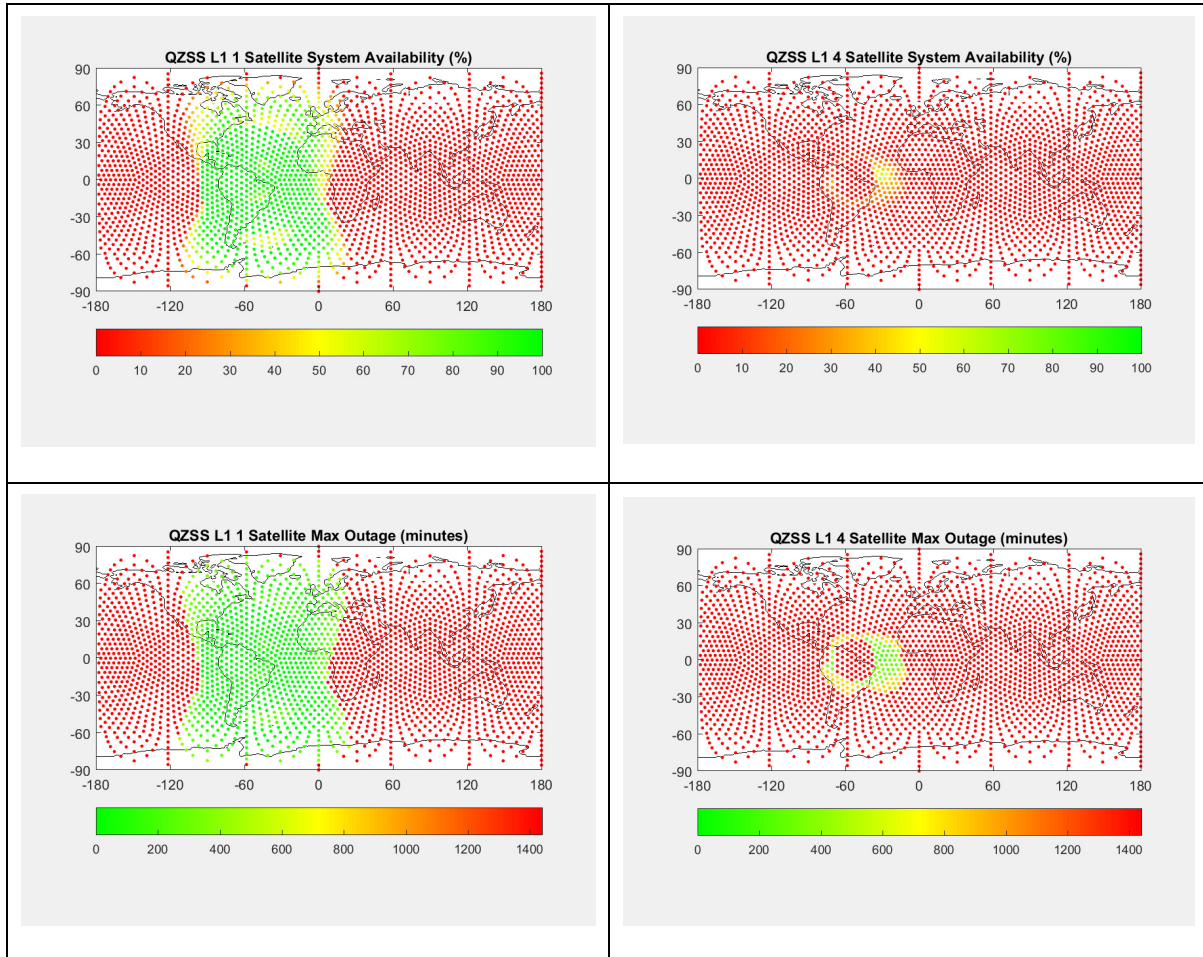 QZSS L1 1 Satellite System Availability (%)
90
60
30
0
-30
-60
-90
-180 -120 -60 0 60 120 180
0 10 20 30 40 50 60 70 80 90 100
QZSS L1 4 Satellite System Availability (%)
90
60
30
0
-30
-60
-90
-180 -120 -60 0 60 120 180
0 10 20 30 40 50 60 70 80 90 100
QZSS L1 1 Satellite Max Outage (minutes)
90
60
30
0
-30
-60
-90
-180 -120 -60 0 60 120 180
0 200 400 600 800 1000 1200 1400
QZSS L1 4 Satellite Max Outage (minutes)
90
60
30
0
-30
-60
-90
-180 -120 -60 0 60 120 180
0 200 400 600 800 1000 1200 1400